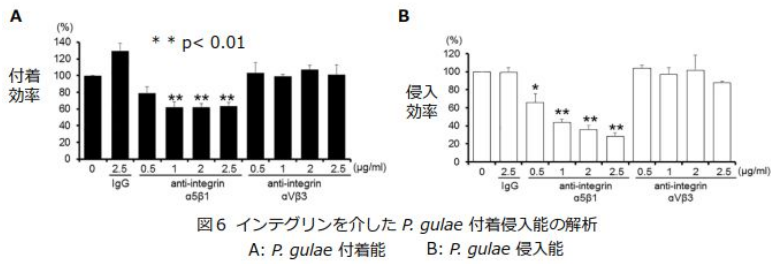 A
(%)
付着
効率
140
120
100
80
60
40
20
0
* * p< 0.01
** ** **
0 2.5 0.5 1 2 2.5 0.5 1 2 2.5 (μg/ml)
IgG anti-integrin anti-integrin
α5β1 αVβ3
B
(%)
侵入
効率
120
100
80
60
40
20
0
* ** ** **
0 2.5 0.5 1 2 2.5 0.5 1 2 2.5 (μg/ml)
IgG anti-integrin anti-integrin
α5β1 αVβ3
図6 インテグリンを介した P. gulae 付着侵入能の解析
A: P. gulae 付着能 B: P. gulae 侵入能